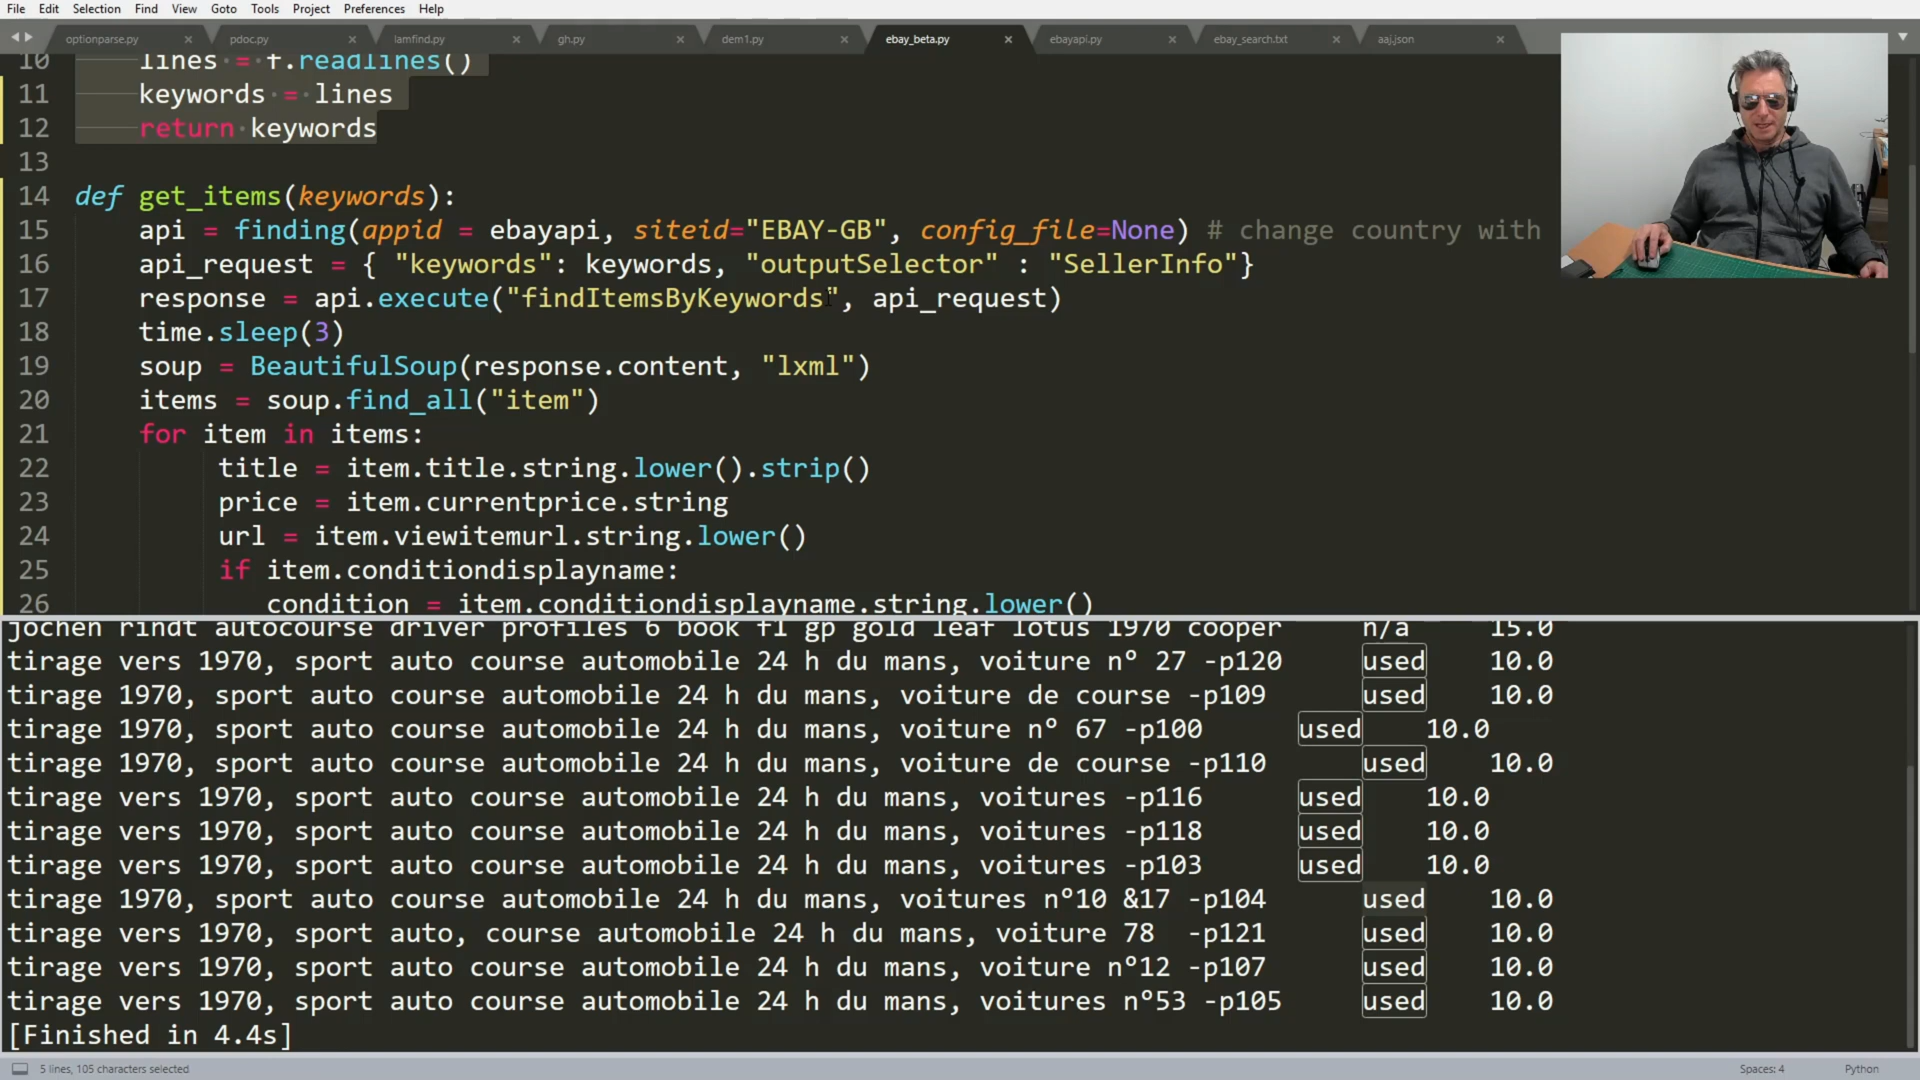 File Edit Selection Find View Goto Tools Project Preferences Help
optionparse.py × pdoc.py × iamfind.py × gh.py × dem1.py × ebay_beta.py × ebayapi.py × ebay_search.txt × aaj.json ×
10 lines = f.readlines()
11 keywords = lines
12 return keywords
13
14 def get_items(keywords):
15 api = finding(appid = ebayapi, siteid="EBAY-GB", config_file=None) # change country with
16 api_request = { "keywords": keywords, "outputSelector" : "SellerInfo"}
17 response = api.execute("findItemsByKeywords", api_request)
18 time.sleep(3)
19 soup = BeautifulSoup(response.content, "lxml")
20 items = soup.find_all("item")
21 for item in items:
22 title = item.title.string.lower().strip()
23 price = item.currentprice.string
24 url = item.viewitemurl.string.lower()
25 if item.conditiondisplayname:
26 condition = item.conditiondisplayname.string.lower()
jochen rindt autocourse driver profiles 6 book f1 gp gold leaf lotus 1970 cooper n/a 15.0
tirage vers 1970, sport auto course automobile 24 h du mans, voiture n° 27 -p120 used 10.0
tirage 1970, sport auto course automobile 24 h du mans, voiture de course -p109 used 10.0
tirage 1970, sport auto course automobile 24 h du mans, voiture n° 67 -p100 used 10.0
tirage 1970, sport auto course automobile 24 h du mans, voiture de course -p110 used 10.0
tirage vers 1970, sport auto course automobile 24 h du mans, voitures -p116 used 10.0
tirage vers 1970, sport auto course automobile 24 h du mans, voitures -p118 used 10.0
tirage vers 1970, sport auto course automobile 24 h du mans, voitures -p103 used 10.0
tirage 1970, sport auto course automobile 24 h du mans, voitures n°10 &17 -p104 used 10.0
tirage vers 1970, sport auto, course automobile 24 h du mans, voiture 78 -p121 used 10.0
tirage vers 1970, sport auto course automobile 24 h du mans, voiture n°12 -p107 used 10.0
tirage vers 1970, sport auto course automobile 24 h du mans, voitures n°53 -p105 used 10.0
[Finished in 4.4s]
5 lines, 105 characters selected Spaces: 4 Python